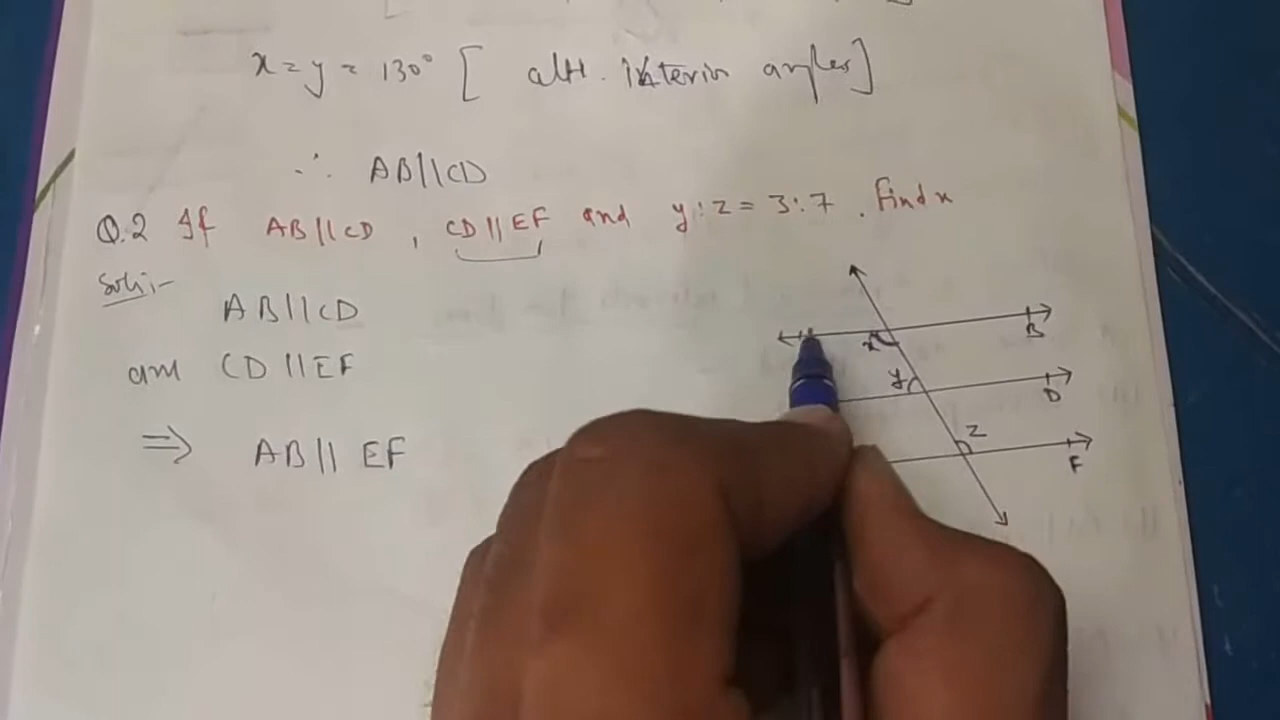 x = y = 130° [ alt. interior angles]
∴ AB||CD
Q.2 If AB||CD , CD||EF and y:z = 3:7 . Find x
Soln:-
AB||CD
and CD||EF
⇒ AB|| EF
B
x
y
D
z
F